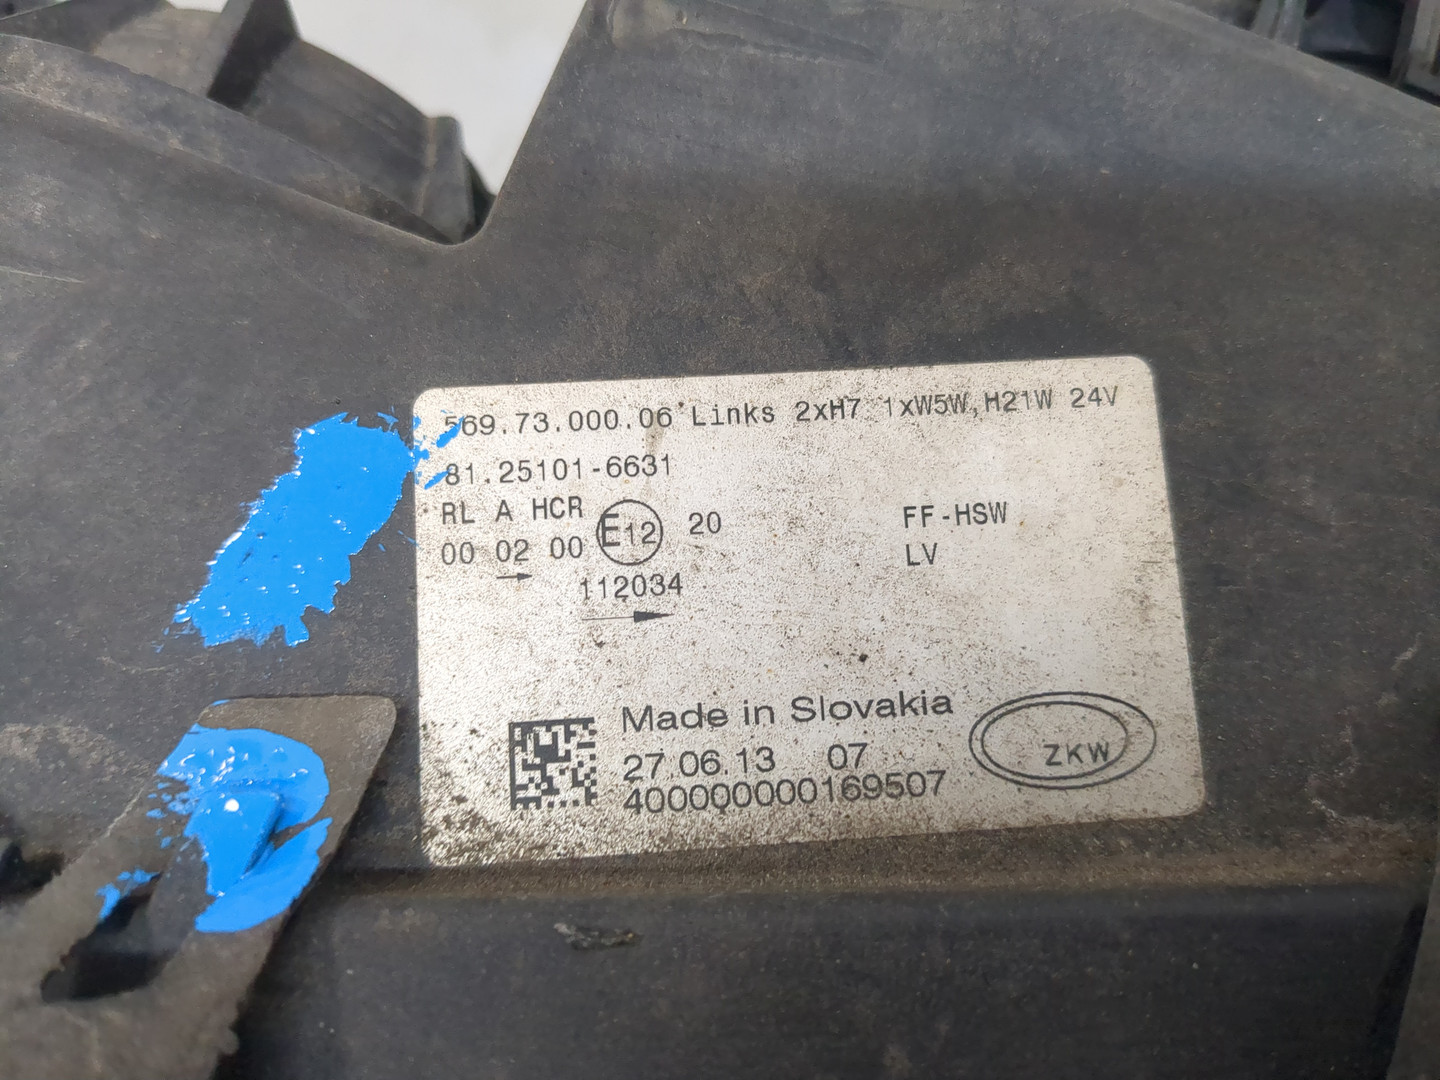 569.73.000.06 Links 2xH7 1xW5W,H21W 24V
81.25101-6631
RL A HCR
00 02 00
E12
20
112034
FF-HSW
LV
Made in Slovakia
27.06.13 07
400000000169507
ZKW